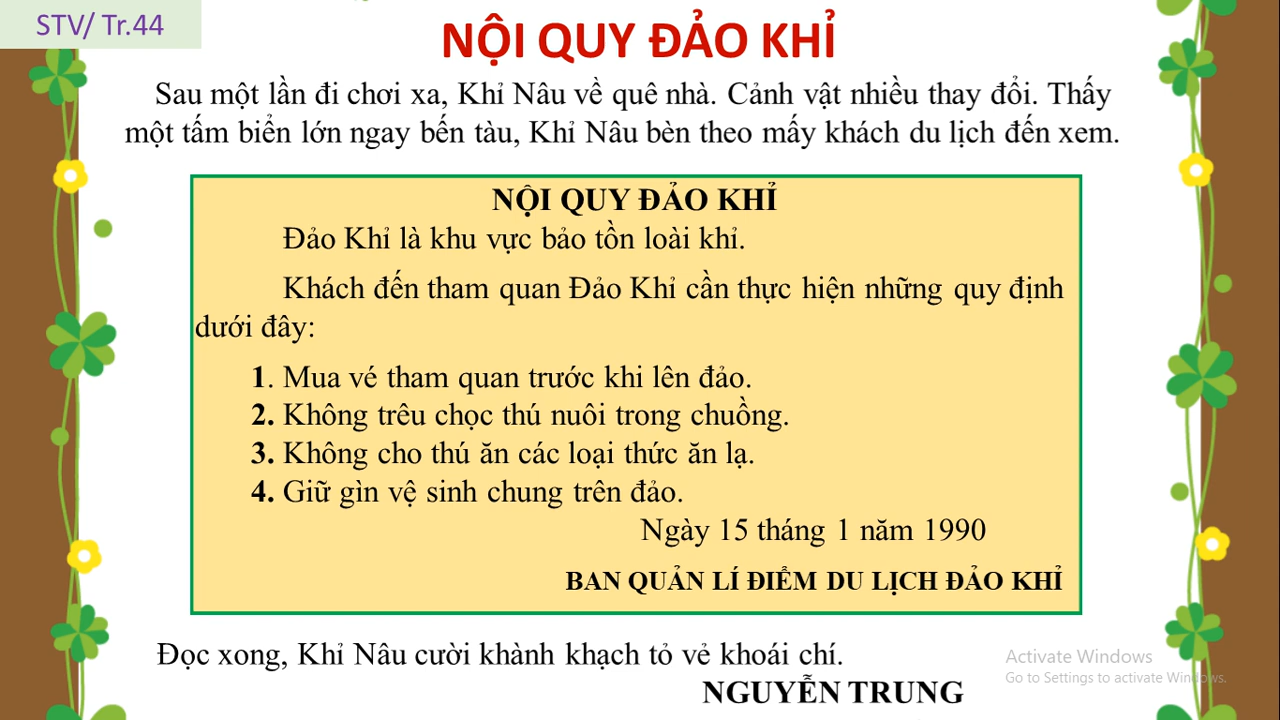 STV/ Tr.44
NỘI QUY ĐẢO KHỈ
Sau một lần đi chơi xa, Khỉ Nâu về quê nhà. Cảnh vật nhiều thay đổi. Thấy
một tấm biển lớn ngay bến tàu, Khỉ Nâu bèn theo mấy khách du lịch đến xem.
NỘI QUY ĐẢO KHỈ
Đảo Khỉ là khu vực bảo tồn loài khỉ.
Khách đến tham quan Đảo Khỉ cần thực hiện những quy định
dưới đây:
1. Mua vé tham quan trước khi lên đảo.
2. Không trêu chọc thú nuôi trong chuồng.
3. Không cho thú ăn các loại thức ăn lạ.
4. Giữ gìn vệ sinh chung trên đảo.
Ngày 15 tháng 1 năm 1990
BAN QUẢN LÍ ĐIỂM DU LỊCH ĐẢO KHỈ
Đọc xong, Khỉ Nâu cười khành khạch tỏ vẻ khoái chí.
NGUYỄN TRUNG
Activate Windows
Go to Settings to activate Windows.